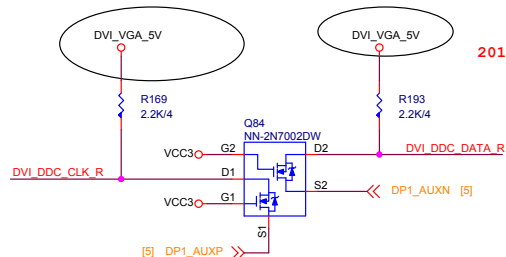 DVI_VGA_5V
DVI_VGA_5V
201
R169
2.2K/4
R193
2.2K/4
Q84
NN-2N7002DW
VCC3
G2
D2
DVI_DDC_DATA_R
DVI_DDC_CLK_R
D1
S2
DP1_AUXN [5]
VCC3
G1
S1
[5] DP1_AUXP